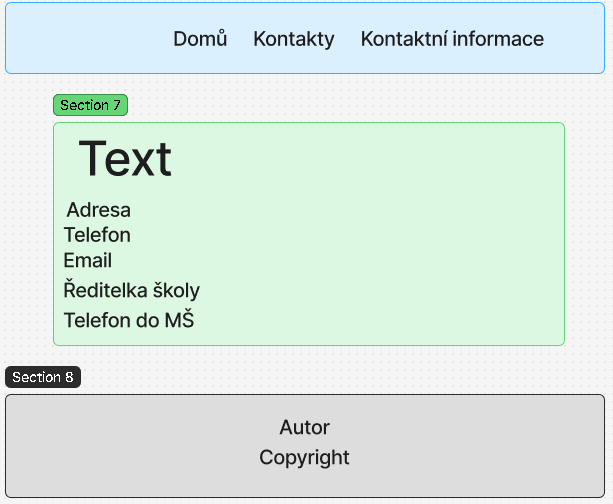 Domů Kontakty Kontaktní informace
Section 7
Text
Adresa
Telefon
Email
Ředitelka školy
Telefon do MŠ
Section 8
Autor
Copyright